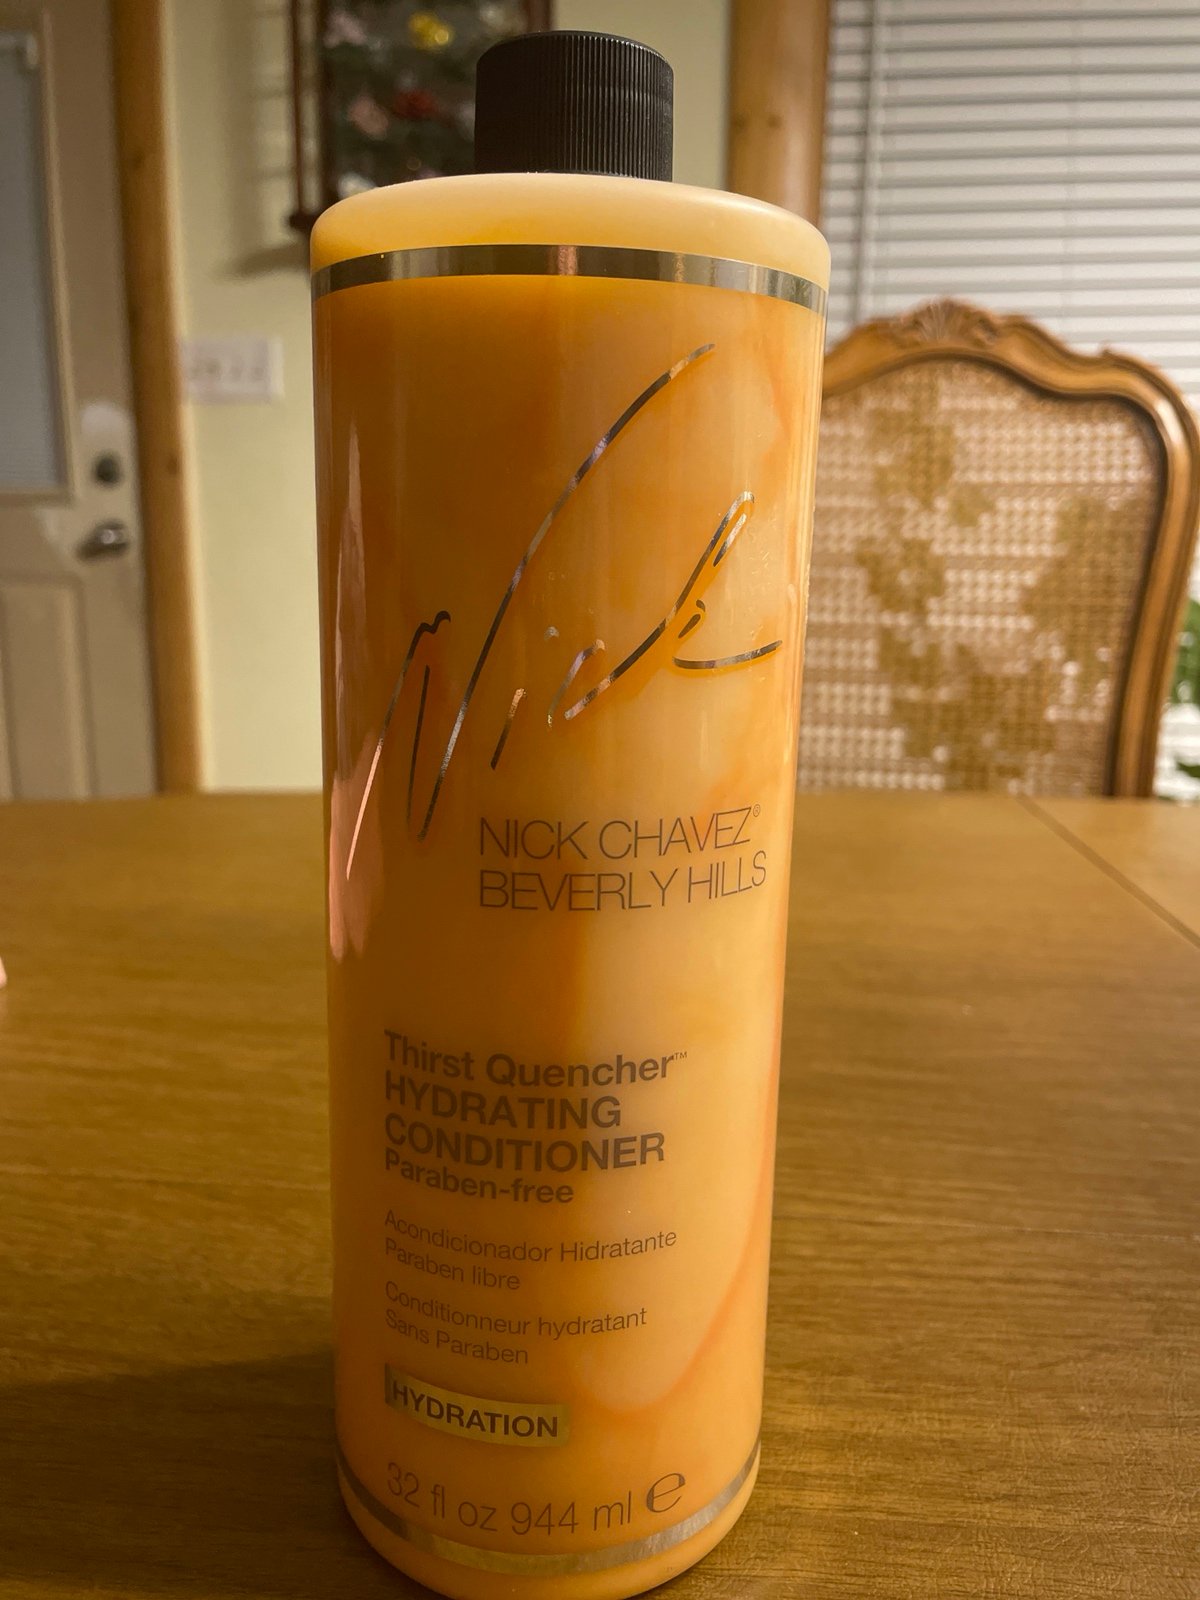 Nick
NICK CHAVEZ®
BEVERLY HILLS
Thirst Quencher™
HYDRATING
CONDITIONER
Paraben-free
Acondicionador Hidratante
Paraben libre
Conditionneur hydratant
Sans Paraben
HYDRATION
32 fl oz 944 ml ℮